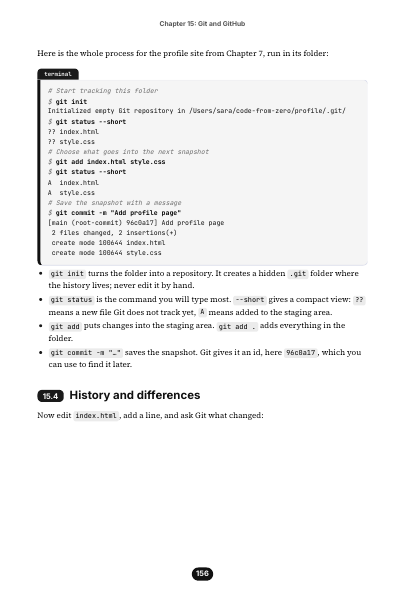 Chapter 15: Git and GitHub
Here is the whole process for the profile site from Chapter 7, run in its folder:
terminal
# Start tracking this folder
$ git init
Initialized empty Git repository in /Users/sara/code-from-zero/profile/.git/
$ git status --short
?? index.html
?? style.css
# Choose what goes into the next snapshot
$ git add index.html style.css
$ git status --short
A  index.html
A  style.css
# Save the snapshot with a message
$ git commit -m "Add profile page"
[main (root-commit) 96c0a17] Add profile page
 2 files changed, 2 insertions(+)
 create mode 100644 index.html
 create mode 100644 style.css
• git init turns the folder into a repository. It creates a hidden .git folder where
the history lives; never edit it by hand.
• git status is the command you will type most. --short gives a compact view: ??
means a new file Git does not track yet, A means added to the staging area.
• git add puts changes into the staging area. git add . adds everything in the
folder.
• git commit -m "…" saves the snapshot. Git gives it an id, here 96c0a17, which you
can use to find it later.
15.4 History and differences
Now edit index.html, add a line, and ask Git what changed:
156